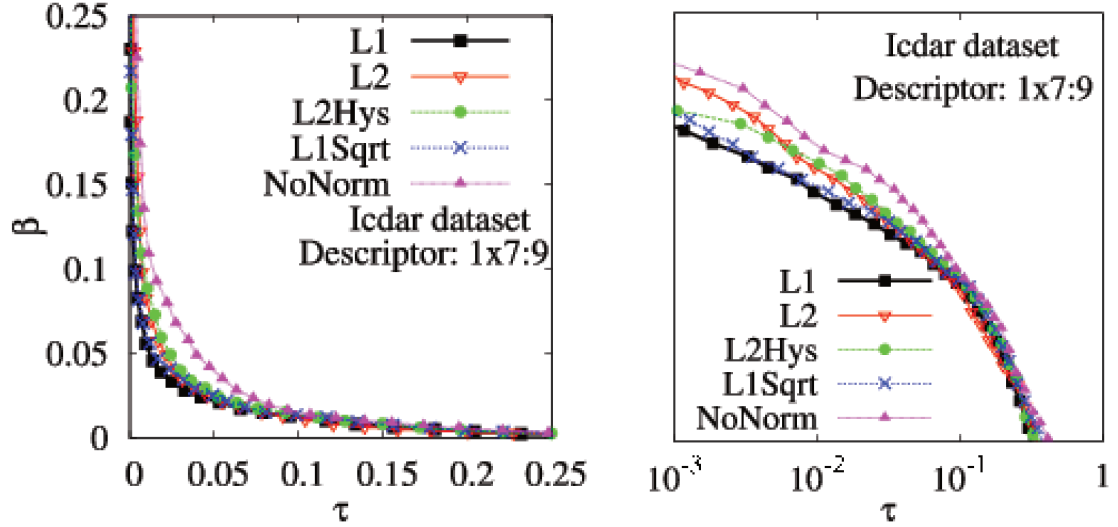 0.25
0.2
0.15
0.1
0.05
0
β
L1
L2
L2Hys
L1Sqrt
NoNorm
Icdar dataset
Descriptor: 1x7:9
0 0.05 0.1 0.15 0.2 0.25
τ
Icdar dataset
Descriptor: 1x7:9
L1
L2
L2Hys
L1Sqrt
NoNorm
10⁻³ 10⁻² 10⁻¹ 1
τ